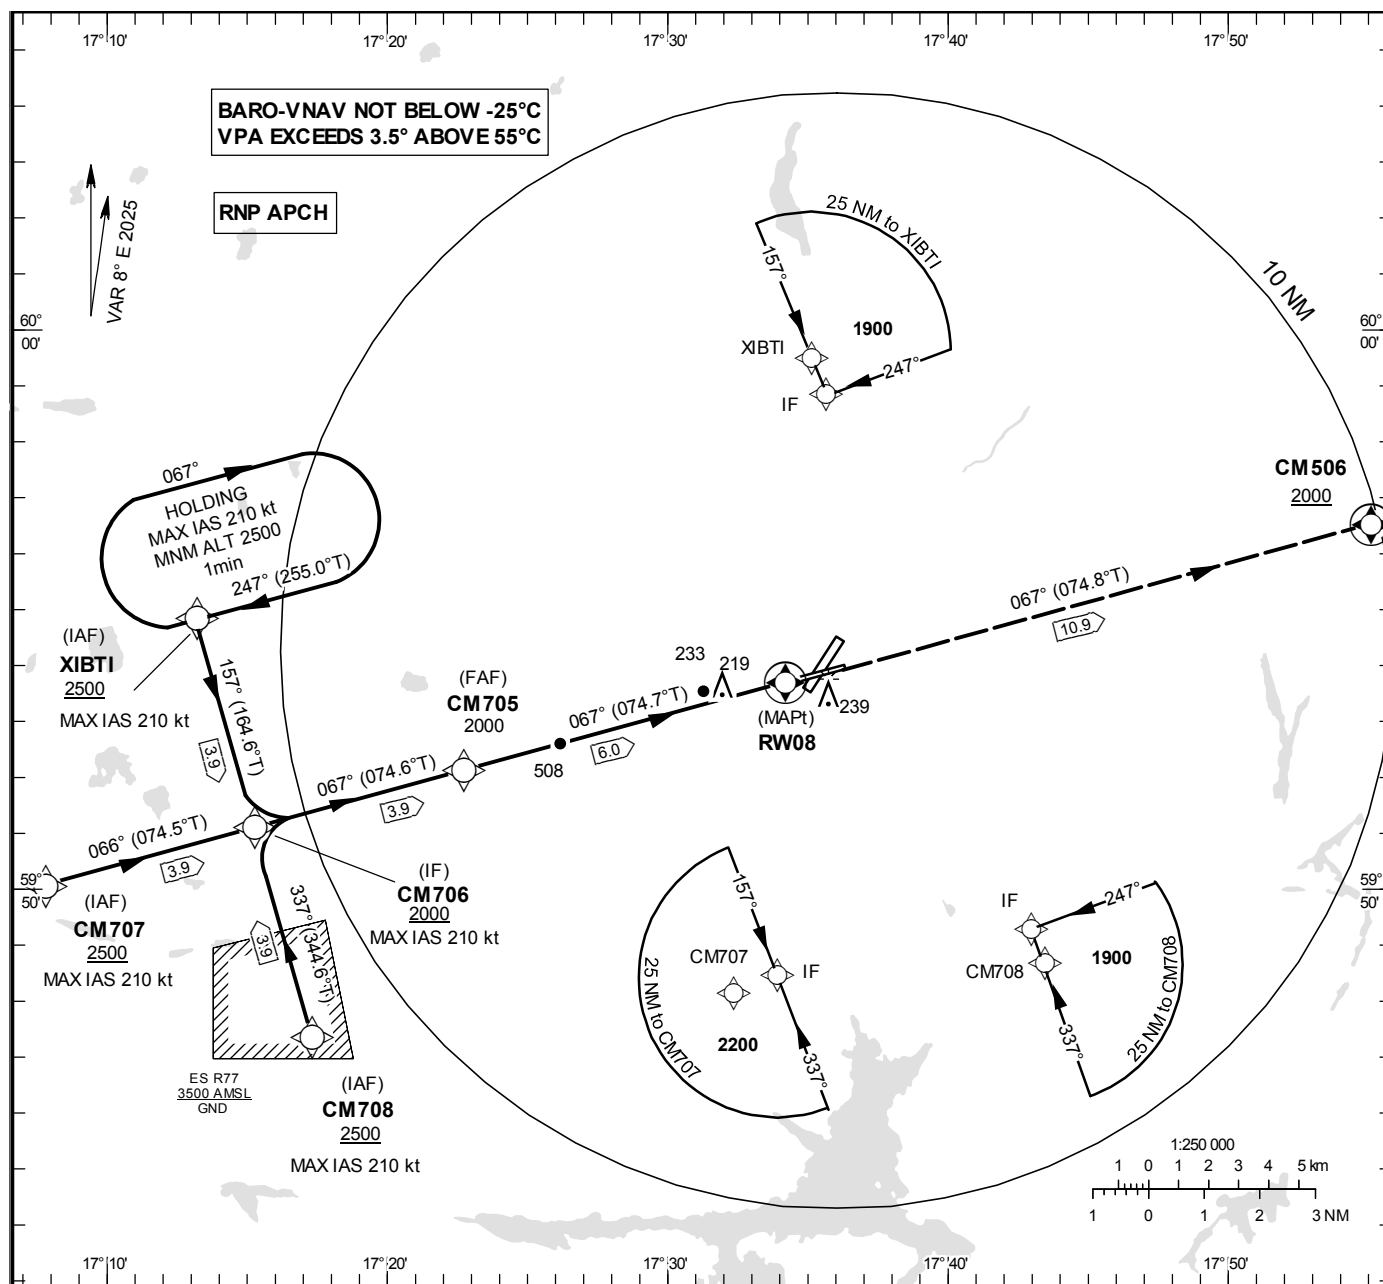 17°10'
17°20'
17°30'
17°40'
17°50'
BARO-VNAV NOT BELOW -25°C
VPA EXCEEDS 3.5° ABOVE 55°C
RNP APCH
VAR 8° E 2025
10 NM
25 NM to XIBTI
157°
1900
XIBTI
247°
IF
60°
00'
60°
00'
CM506
2000
067°
HOLDING
MAX IAS 210 kt
MNM ALT 2500
1min
247° (255.0°T)
067° (074.8°T)
10.9
(IAF)
XIBTI
2500
MAX IAS 210 kt
157° (164.6°T)
3.9
233
219
239
(MAPt)
RW08
(FAF)
CM705
2000
067° (074.7°T)
6.0
508
067° (074.6°T)
3.9
066° (074.5°T)
3.9
(IAF)
CM707
2500
MAX IAS 210 kt
(IF)
CM706
2000
MAX IAS 210 kt
337° (344.6°T)
3.9
59°
50'
59°
50'
157°
CM707
IF
25 NM to CM707
2200
337°
IF
247°
CM708
1900
25 NM to CM708
337°
ES R77
3500 AMSL
GND
(IAF)
CM708
2500
MAX IAS 210 kt
1:250 000
1 0 1 2 3 4 5 km
1 0 1 2 3 NM
17°10'
17°20'
17°30'
17°40'
17°50'